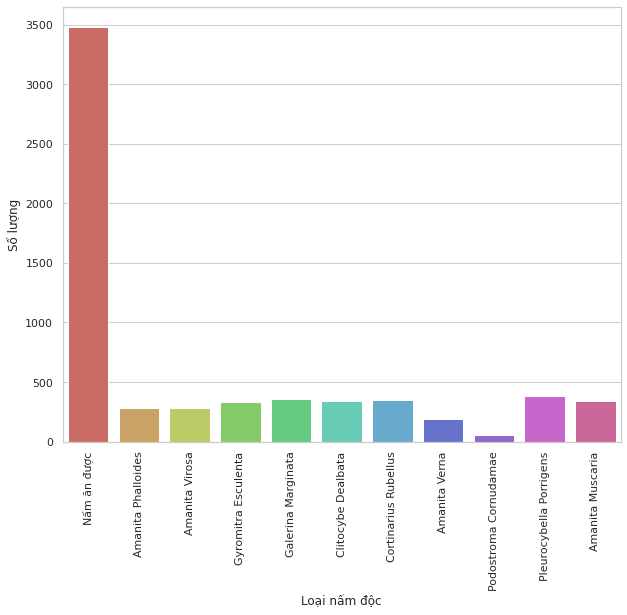 3500
3000
2500
2000
1500
1000
500
0
Số lượng
Nấm ăn được
Amanita Phalloides
Amanita Virosa
Gyromitra Esculenta
Galerina Marginata
Clitocybe Dealbata
Cortinarius Rubellus
Amanita Verna
Podostroma Cornudamae
Pleurocybella Porrigens
Amanita Muscaria
Loại nấm độc